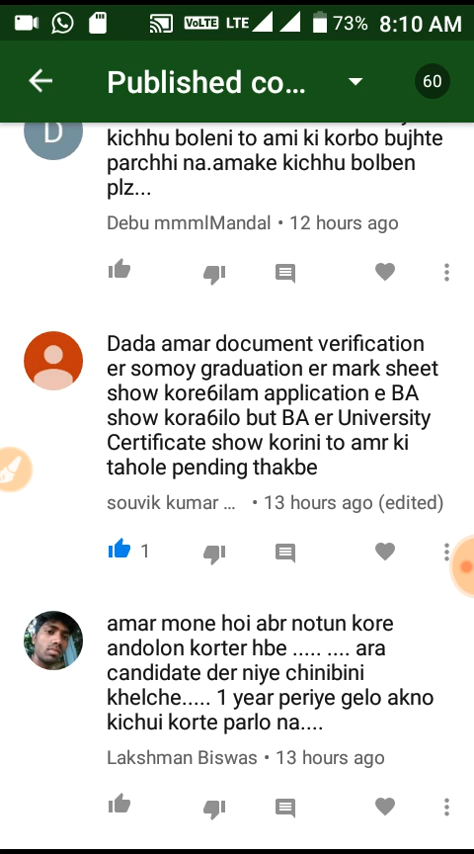 VoLTE LTE 73% 8:10 AM
Published co... 60
D
kichhu boleni to ami ki korbo bujhte
parchhi na.amake kichhu bolben
plz...
Debu mmmlMandal • 12 hours ago
Dada amar document verification
er somoy graduation er mark sheet
show kore6ilam application e BA
show kora6ilo but BA er University
Certificate show korini to amr ki
tahole pending thakbe
souvik kumar ... • 13 hours ago (edited)
1
amar mone hoi abr notun kore
andolon korter hbe ..... .... ara
candidate der niye chinibini
khelche..... 1 year periye gelo akno
kichui korte parlo na....
Lakshman Biswas • 13 hours ago